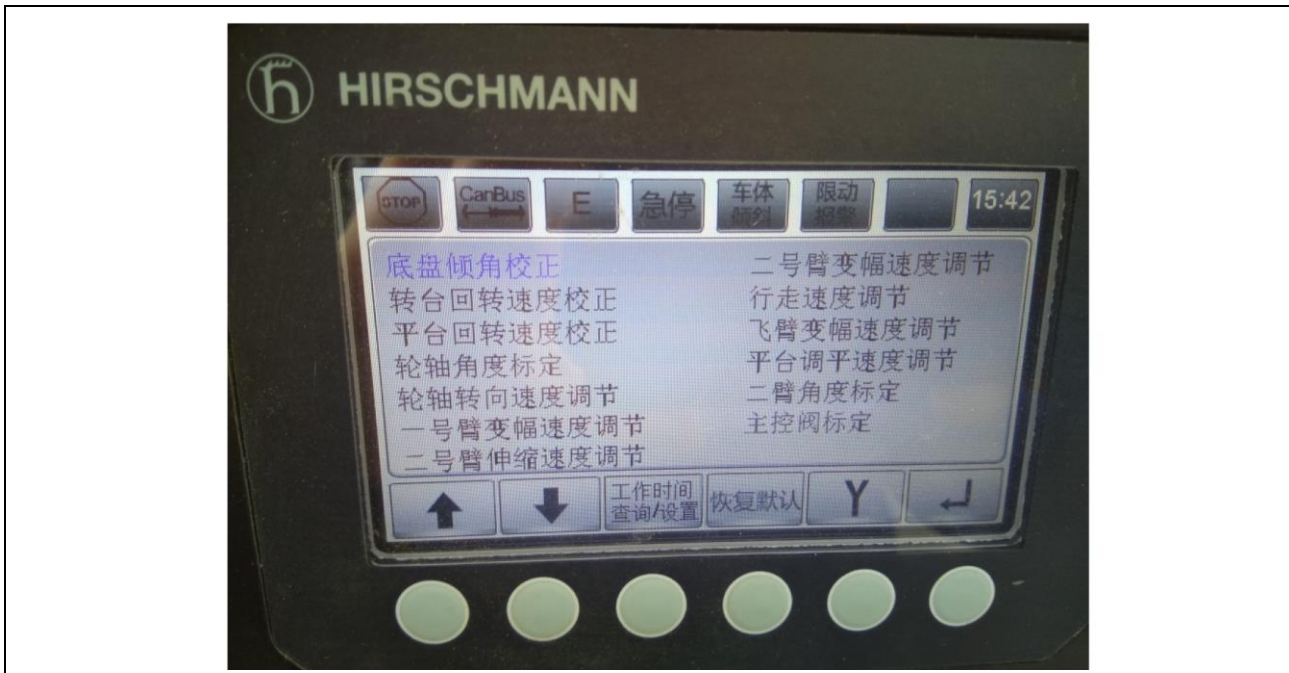 HIRSCHMANN
STOP
CanBus
E
急停
车体
倾斜
限动
报警
15:42
底盘倾角校正
转台回转速度校正
平台回转速度校正
轮轴角度标定
轮轴转向速度调节
一号臂变幅速度调节
二号臂伸缩速度调节
二号臂变幅速度调节
行走速度调节
飞臂变幅速度调节
平台调平速度调节
二臂角度标定
主控阀标定
工作时间
查询/设置
恢复默认
Y